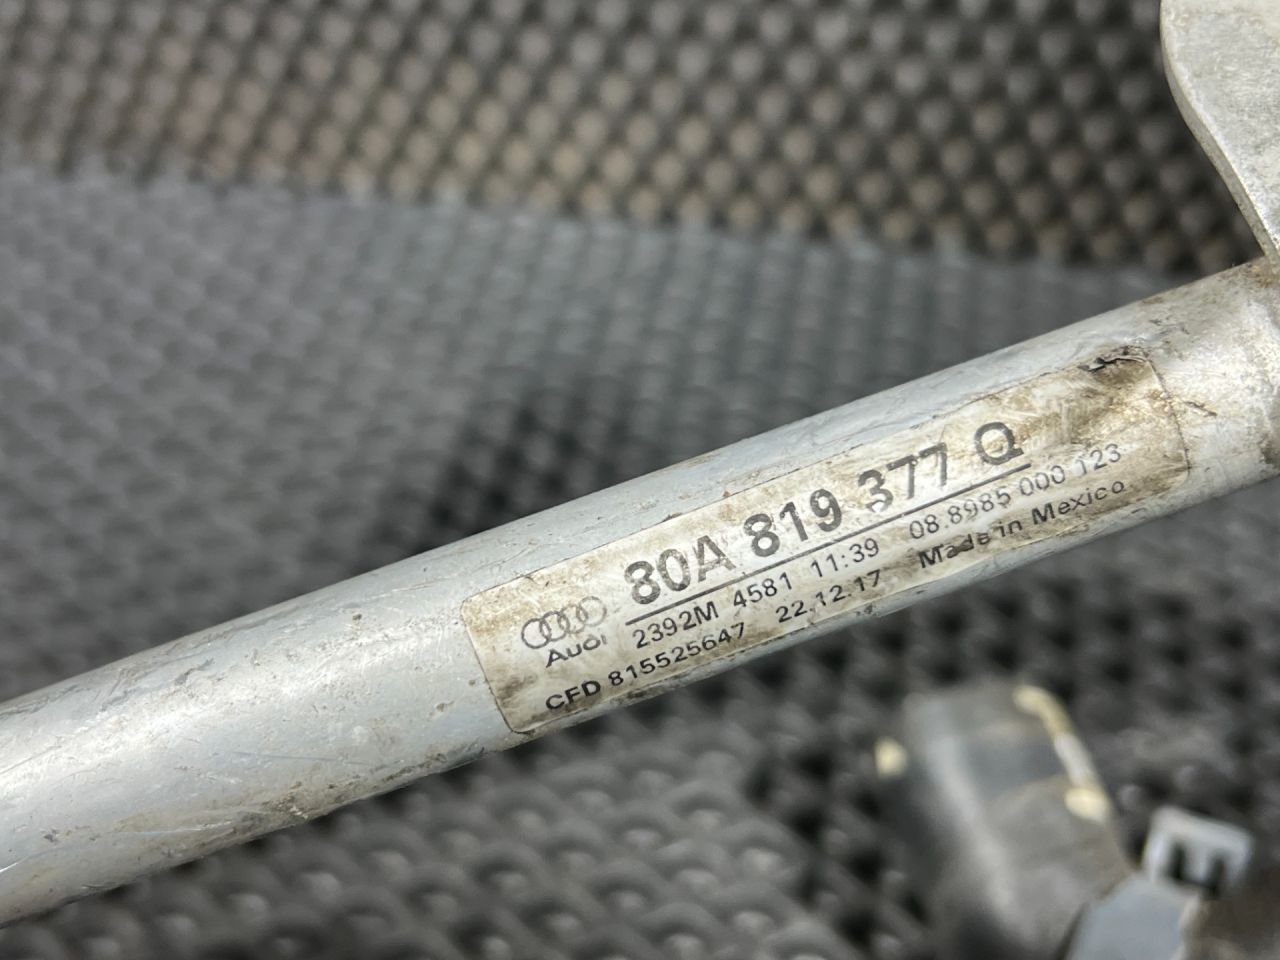 80A 819 377 Q
Audi 2392M 4581 11:39 08.8985 000 123
CFD 815525647 22.12.17 Made in Mexico